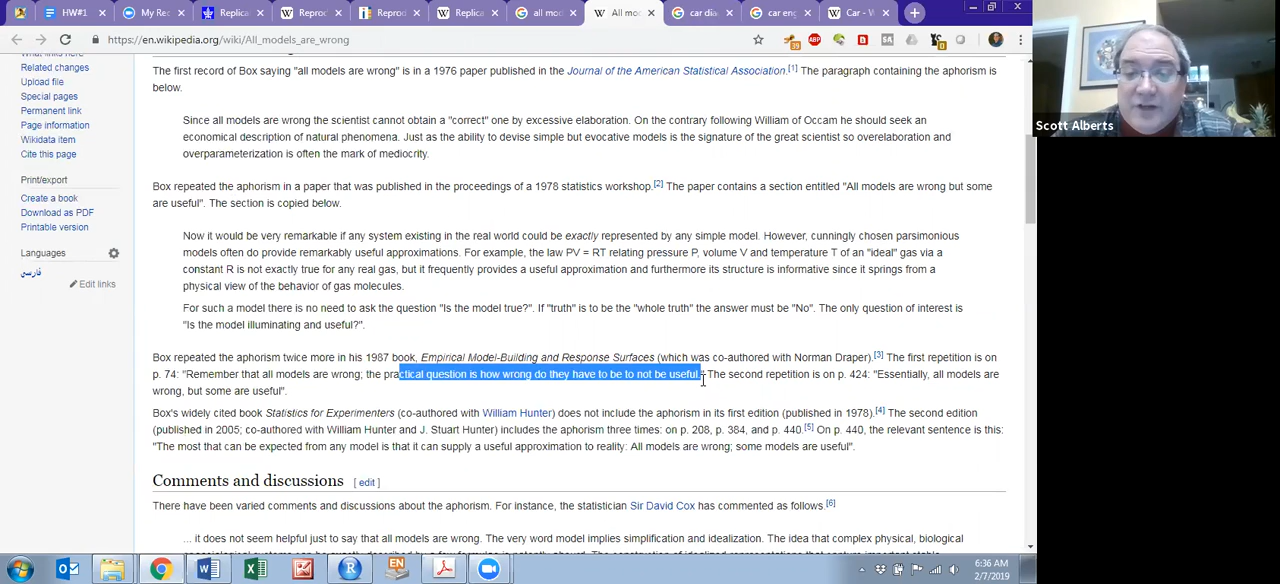 HW#1
My Rec
Replica
Reprod
Reprod
Replica
all mod
All mod
car dia
car eng
Car - W
https://en.wikipedia.org/wiki/All_models_are_wrong
39
ABP
SA
0
What links here
Related changes
Upload file
Special pages
Permanent link
Page information
Wikidata item
Cite this page
Print/export
Create a book
Download as PDF
Printable version
Languages
فارسی
Edit links
The first record of Box saying "all models are wrong" is in a 1976 paper published in the Journal of the American Statistical Association.[1] The paragraph containing the aphorism is
below.
Since all models are wrong the scientist cannot obtain a "correct" one by excessive elaboration. On the contrary following William of Occam he should seek an
economical description of natural phenomena. Just as the ability to devise simple but evocative models is the signature of the great scientist so overelaboration and
overparameterization is often the mark of mediocrity.
Box repeated the aphorism in a paper that was published in the proceedings of a 1978 statistics workshop.[2] The paper contains a section entitled "All models are wrong but some
are useful". The section is copied below.
Now it would be very remarkable if any system existing in the real world could be exactly represented by any simple model. However, cunningly chosen parsimonious
models often do provide remarkably useful approximations. For example, the law PV = RT relating pressure P, volume V and temperature T of an "ideal" gas via a
constant R is not exactly true for any real gas, but it frequently provides a useful approximation and furthermore its structure is informative since it springs from a
physical view of the behavior of gas molecules.
For such a model there is no need to ask the question "Is the model true?". If "truth" is to be the "whole truth" the answer must be "No". The only question of interest is
"Is the model illuminating and useful?".
Box repeated the aphorism twice more in his 1987 book, Empirical Model-Building and Response Surfaces (which was co-authored with Norman Draper).[3] The first repetition is on
p. 74: "Remember that all models are wrong; the practical question is how wrong do they have to be to not be useful." The second repetition is on p. 424: "Essentially, all models are
wrong, but some are useful".
Box's widely cited book Statistics for Experimenters (co-authored with William Hunter) does not include the aphorism in its first edition (published in 1978).[4] The second edition
(published in 2005; co-authored with William Hunter and J. Stuart Hunter) includes the aphorism three times: on p. 208, p. 384, and p. 440.[5] On p. 440, the relevant sentence is this:
"The most that can be expected from any model is that it can supply a useful approximation to reality: All models are wrong; some models are useful".
Comments and discussions [ edit ]
There have been varied comments and discussions about the aphorism. For instance, the statistician Sir David Cox has commented as follows.[6]
... it does not seem helpful just to say that all models are wrong. The very word model implies simplification and idealization. The idea that complex physical, biological
Scott Alberts
EN
6:36 AM
2/7/2019